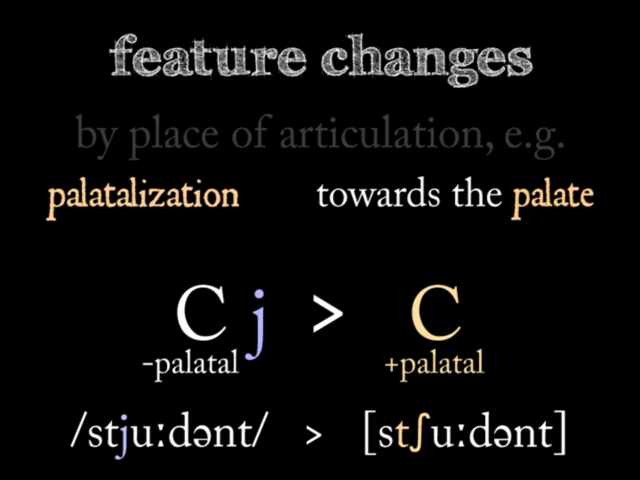 feature changes
by place of articulation, e.g.
palatalization towards the palate
C j > C
-palatal +palatal
/stjuːdənt/ > [stʃuːdənt]